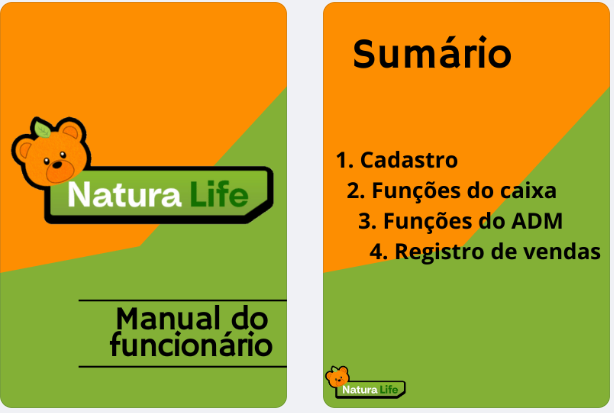 Natura Life
Manual do
funcionário
Sumário
1. Cadastro
2. Funções do caixa
3. Funções do ADM
4. Registro de vendas
Natura Life